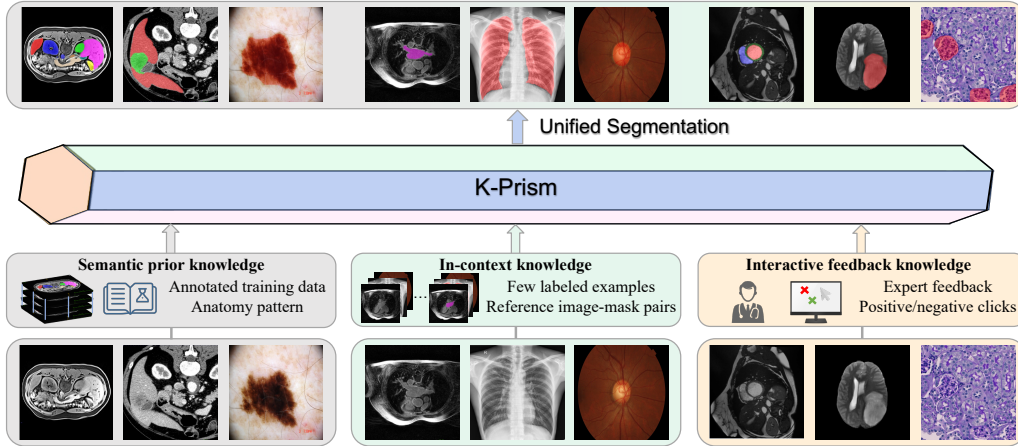 Unified Segmentation
K-Prism
Semantic prior knowledge
Annotated training data
Anatomy pattern
In-context knowledge
...
Few labeled examples
Reference image-mask pairs
Interactive feedback knowledge
Expert feedback
Positive/negative clicks